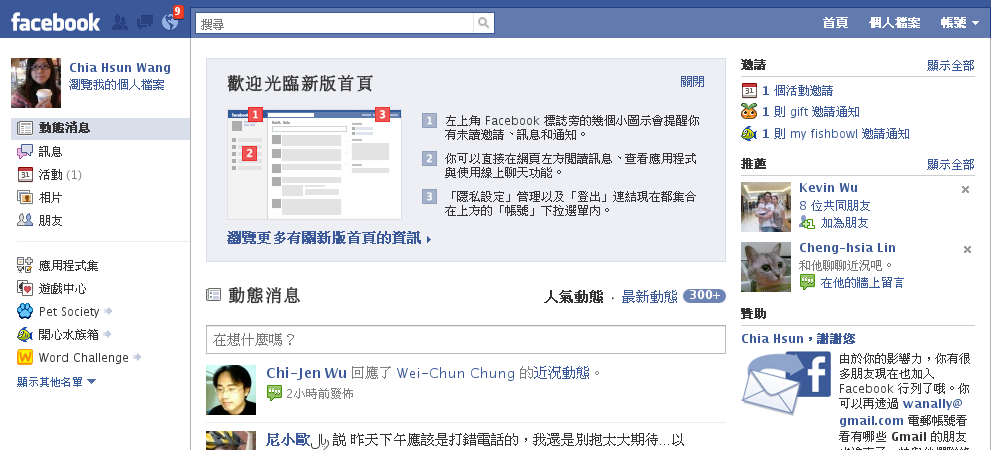 facebook
9
搜尋
首頁 個人檔案 帳號
Chia Hsun Wang
瀏覽我的個人檔案
動態消息
訊息
31 活動 (1)
相片
朋友
應用程式集
遊戲中心
Pet Society
開心水族箱
W Word Challenge
顯示其他名單
歡迎光臨新版首頁
關閉
1
2
3
1 左上角 Facebook 標誌旁的幾個小圖示會提醒你
有未讀邀請、訊息和通知。
2 你可以直接在網頁左方閱讀訊息、查看應用程式
與使用線上聊天功能。
3 「隱私設定」管理以及「登出」連結現在都集合
在上方的「帳號」下拉選單內。
瀏覽更多有關新版首頁的資訊
動態消息
人氣動態 · 最新動態 300+
在想什麼嗎？
Chi-Jen Wu 回應了 Wei-Chun Chung 的近況動態。
2小時前發佈
尼小歐 說 昨天下午應該是打錯電話的，我還是別抱太大期待...以
邀請
顯示全部
31 1 個活動邀請
1 則 gift 邀請通知
1 則 my fishbowl 邀請通知
推薦
顯示全部
Kevin Wu
8 位共同朋友
加為朋友
Cheng-hsia Lin
和他聊聊近況吧。
在他的牆上留言
贊助
Chia Hsun，謝謝您
由於你的影響力，你有很
多朋友現在也加入
Facebook 行列了哦。你
可以再透過 wanally@
gmail.com 電郵帳號看
看有哪些 Gmail 的朋友